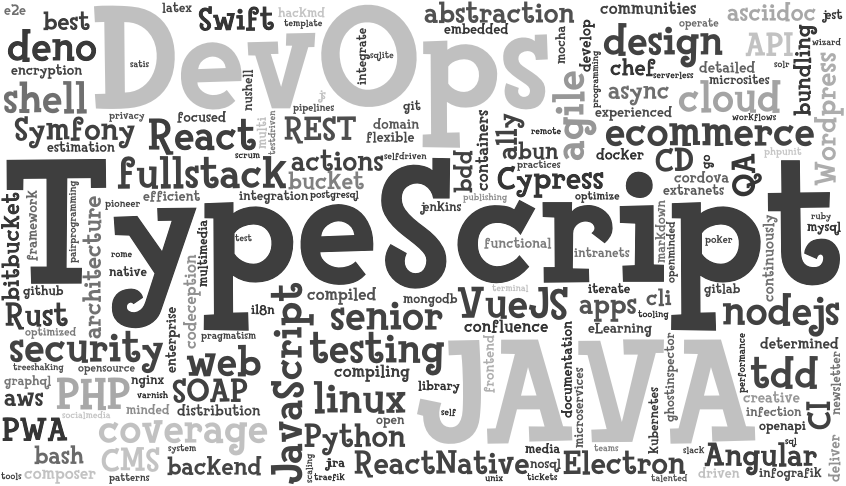 e2e
best
latex
Swift
hackmd
template
DevOps
abstraction
embedded
communities
operate
asciidoc
jest
deno
encryption
satis
nushell
integrate
sqlite
mocha
develop
programming
design
API
wizard
solr
bundling
shell
privacy
focused
multi
testdriven
js
pipelines
git
agile
chef
serverless
detailed
microsites
async
cloud
experienced
workflows
Wordpress
Symfony
estimation
React
scrum
REST
domain
flexible
containers
a11y
remote
ecommerce
fullstack
actions
selfdriven
bdd
bun
practices
docker
CD
go
QA
phpunit
bucket
efficient
integration
postgresql
jenkins
Cypress
publishing
optimize
cordova
extranets
bitbucket
framework
pairprogramming
architecture
pioneer
TypeScript
rome
native
multimedia
test
functional
intranets
markdown
openminded
poker
continuously
ruby
mysql
github
codeception
i18n
JavaScript
compiled
mongodb
terminal
VueJS
iterate
apps
cli
tooling
gitlab
nodejs
Rust
optimized
enterprise
pragmatism
senior
confluence
eLearning
security
treeshaking
opensource
web
testing
compiling
JAVA
frontend
documentation
microservices
ghostinspector
performance
determined
graphql
aws
PHP
socialmedia
nginx
varnish
minded
SOAP
distribution
linux
library
self
open
kubernetes
tdd
creative
infection
newsletter
PWA
coverage
Python
openapi
CI
sql
bash
CMS
system
backend
scaling
jira
traefik
ReactNative
unix
media
nosql
tickets
teams
Electron
talented
slack
Angular
driven
infografik
deliver
tools
composer
patterns